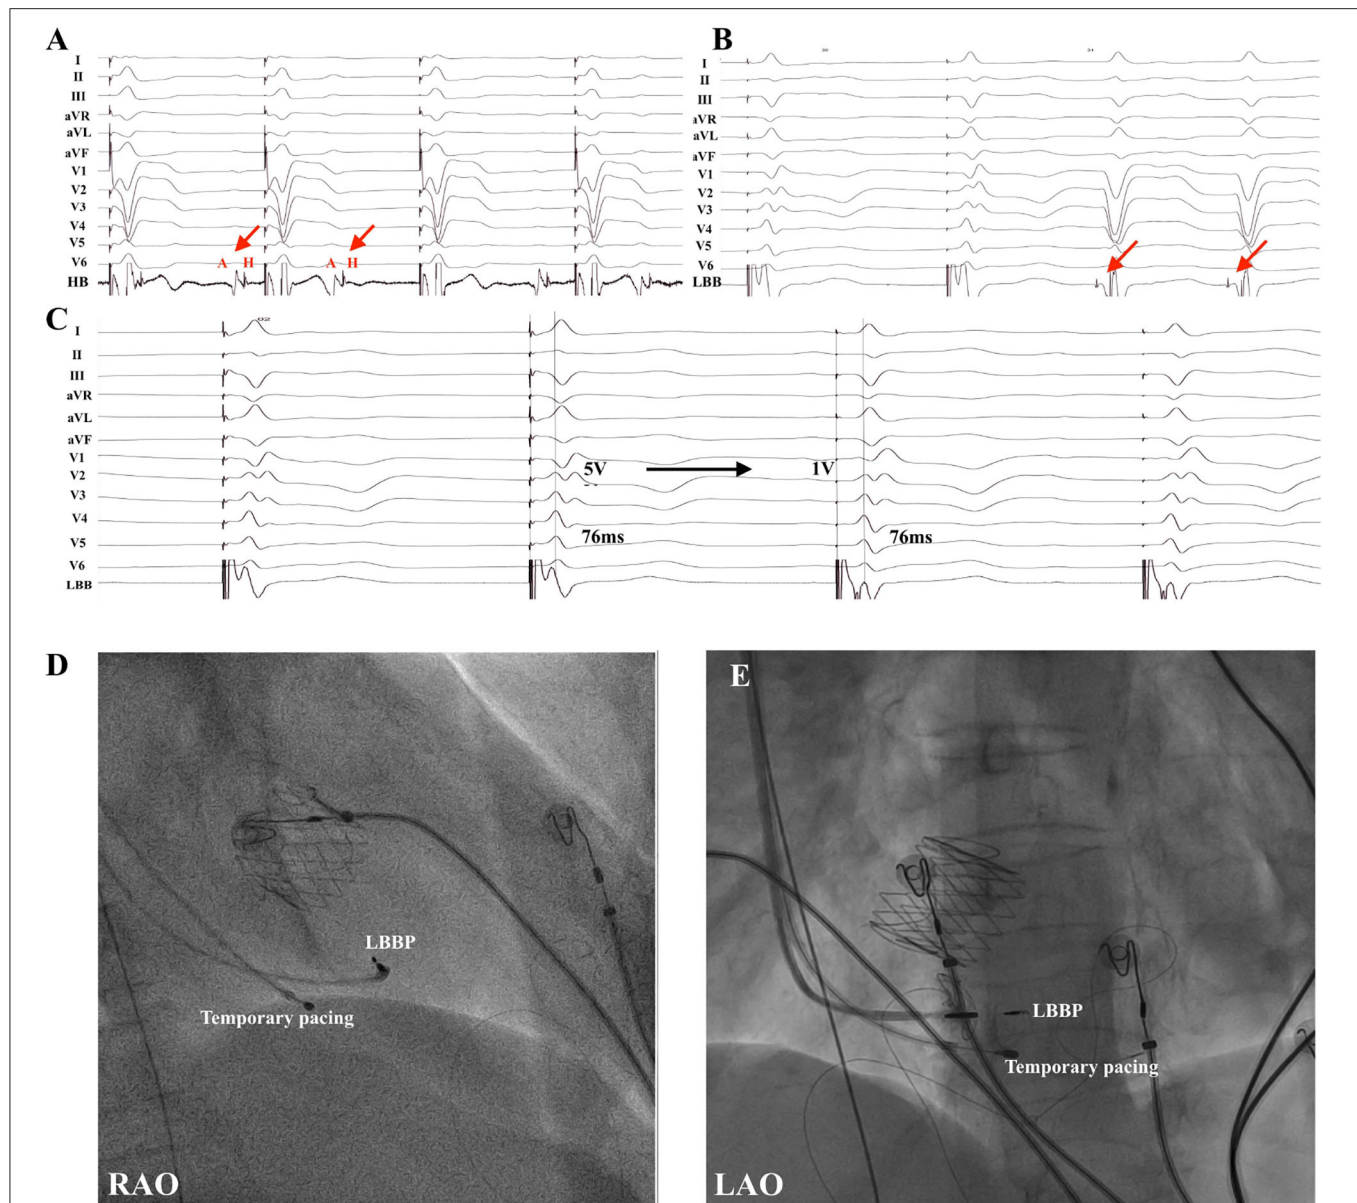 A
I
II
III
aVR
aVL
aVF
V1
V2
V3
V4
V5
V6
HB
A H
A H
B
I
II
III
aVR
aVL
aVF
V1
V2
V3
V4
V5
V6
LBB
C
I
II
III
aVR
aVL
aVF
V1
V2
V3
V4
V5
V6
LBB
5V
1V
76ms
76ms
D
LBBP
Temporary pacing
RAO
E
LBBP
Temporary pacing
LAO